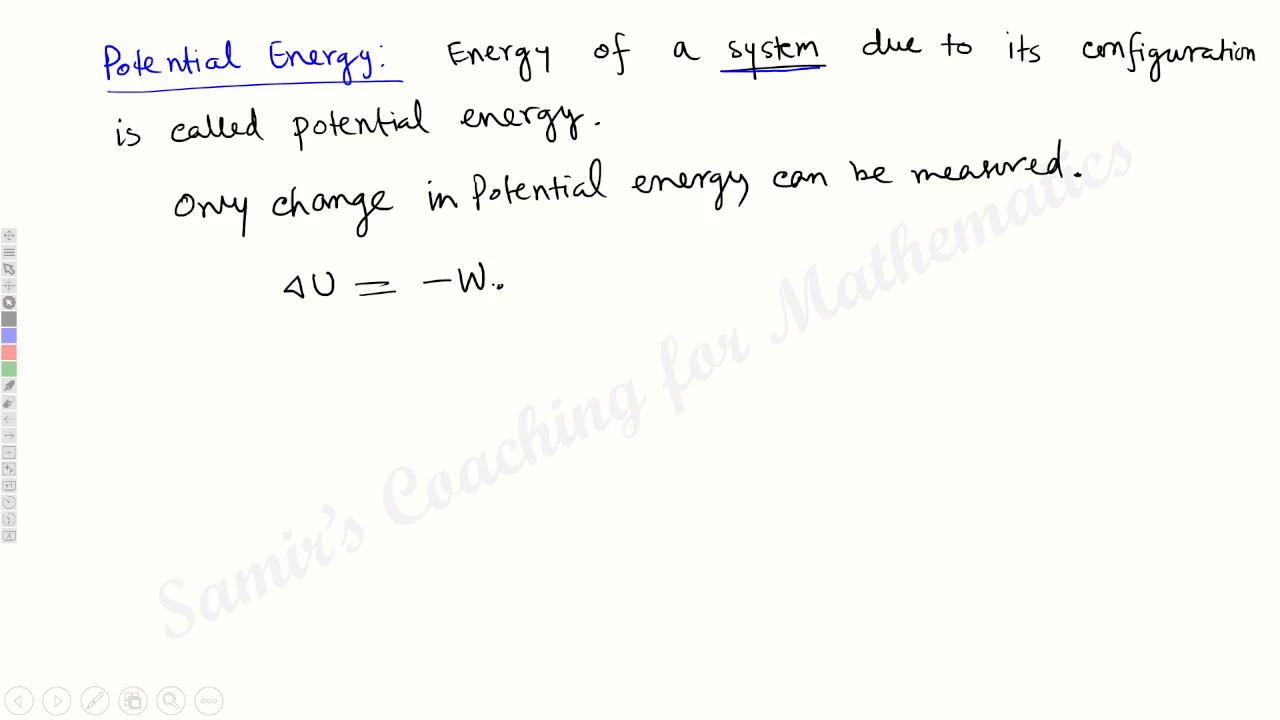 Potential Energy: Energy of a system due to its configuration
is called potential energy.
Only change in Potential energy can be measured.
ΔU = -W..
Samir's Coaching for Mathematics